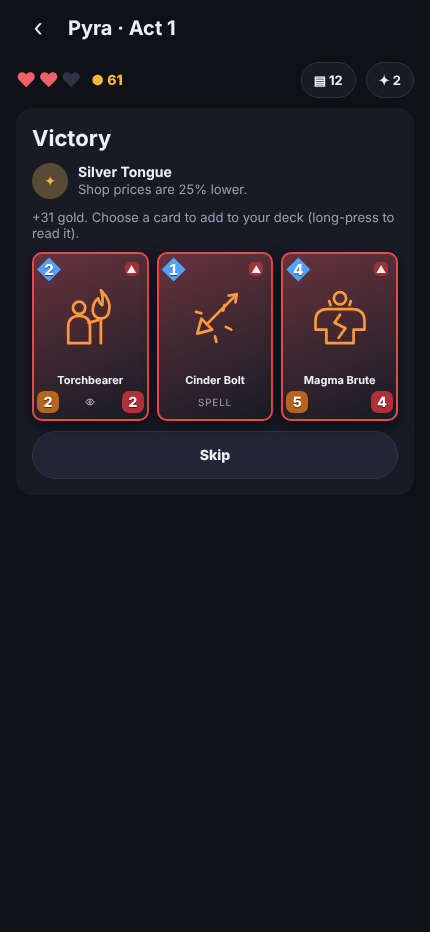 Pyra · Act 1
61
12
2
Victory
Silver Tongue
Shop prices are 25% lower.
+31 gold. Choose a card to add to your deck (long-press to
read it).
2
Torchbearer
2
2
1
Cinder Bolt
SPELL
4
Magma Brute
5
4
Skip